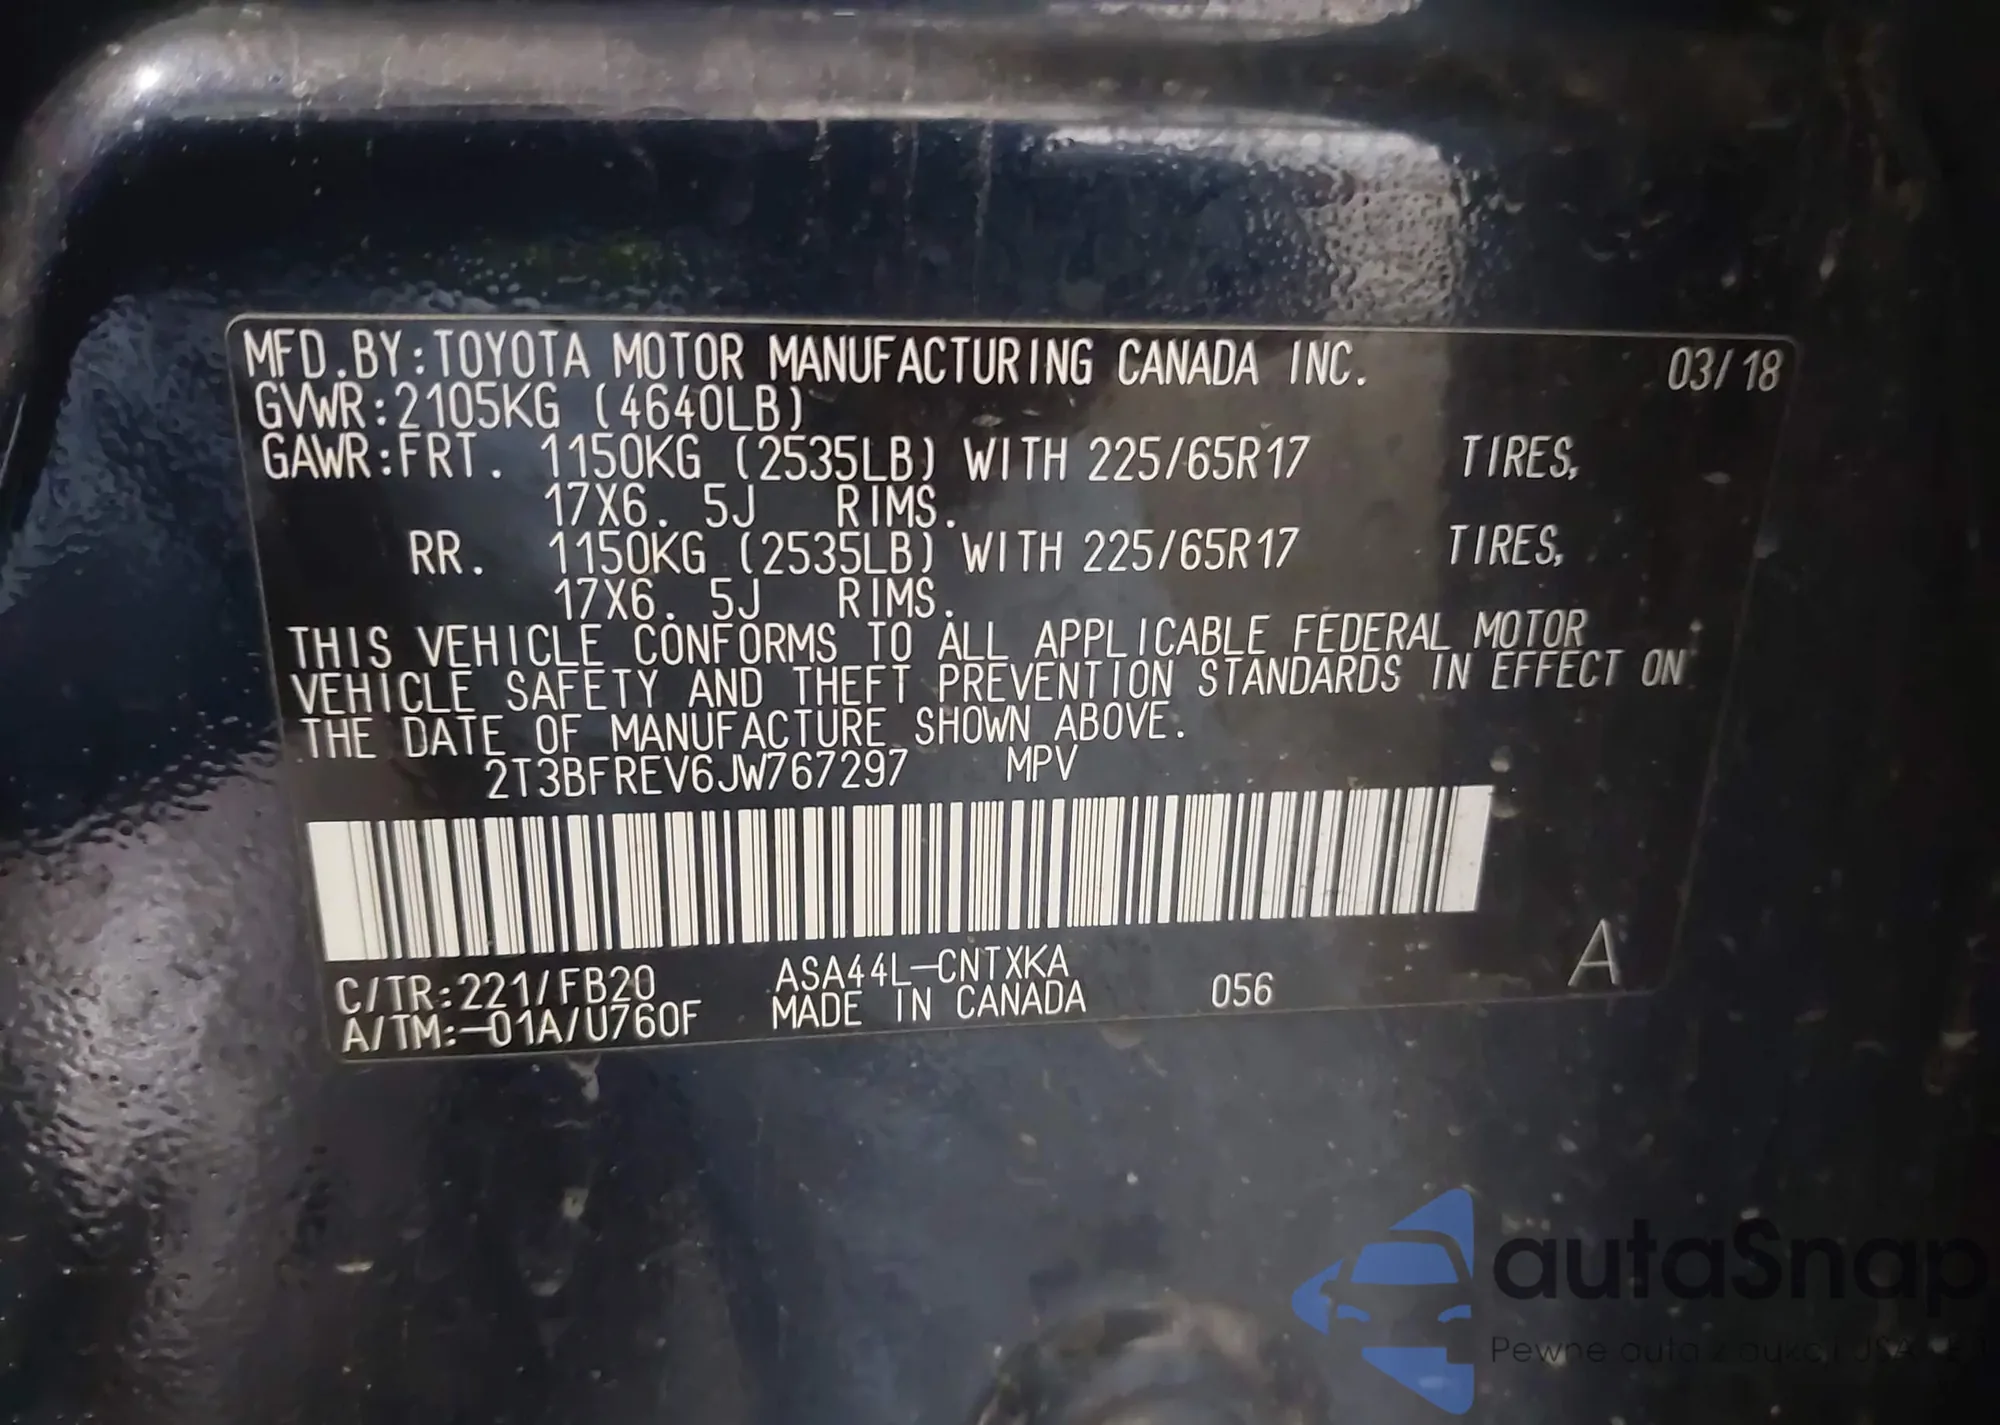 MFD.BY:TOYOTA MOTOR MANUFACTURING CANADA INC. 03/18
GVWR:2105KG (4640LB)
GAWR:FRT. 1150KG (2535LB) WITH 225/65R17 TIRES,
17X6. 5J RIMS.
RR. 1150KG (2535LB) WITH 225/65R17 TIRES,
17X6. 5J RIMS.
THIS VEHICLE CONFORMS TO ALL APPLICABLE FEDERAL MOTOR
VEHICLE SAFETY AND THEFT PREVENTION STANDARDS IN EFFECT ON
THE DATE OF MANUFACTURE SHOWN ABOVE.
2T3BFREV6JW767297 MPV
C/TR:221/FB20 ASA44L-CNTXKA 056 A
A/TM:-01A/U760F MADE IN CANADA
autaSnap
Pewne auta z